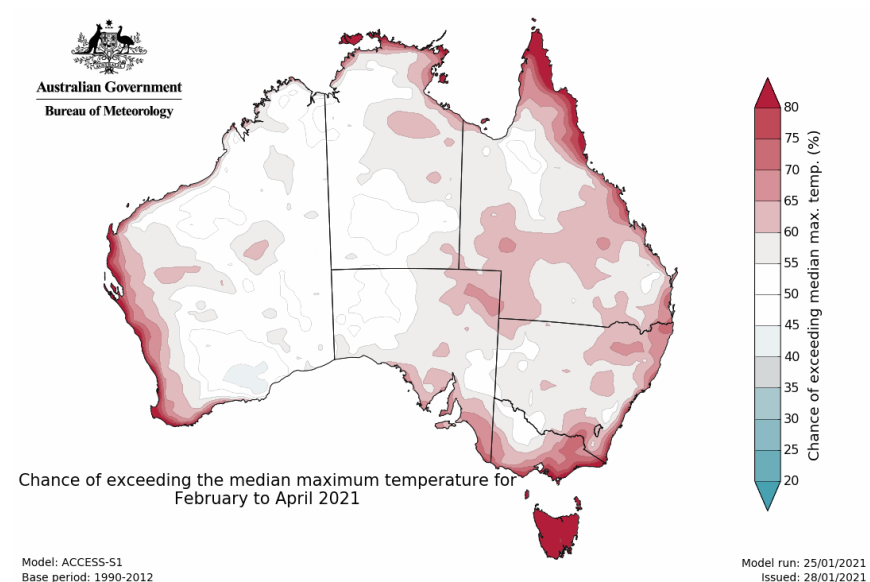 Australian Government
Bureau of Meteorology
80
75
70
65
60
55
50
45
40
35
30
25
20
Chance of exceeding median max. temp. (%)
Chance of exceeding the median maximum temperature for
February to April 2021
Model: ACCESS-S1
Base period: 1990-2012
Model run: 25/01/2021
Issued: 28/01/2021